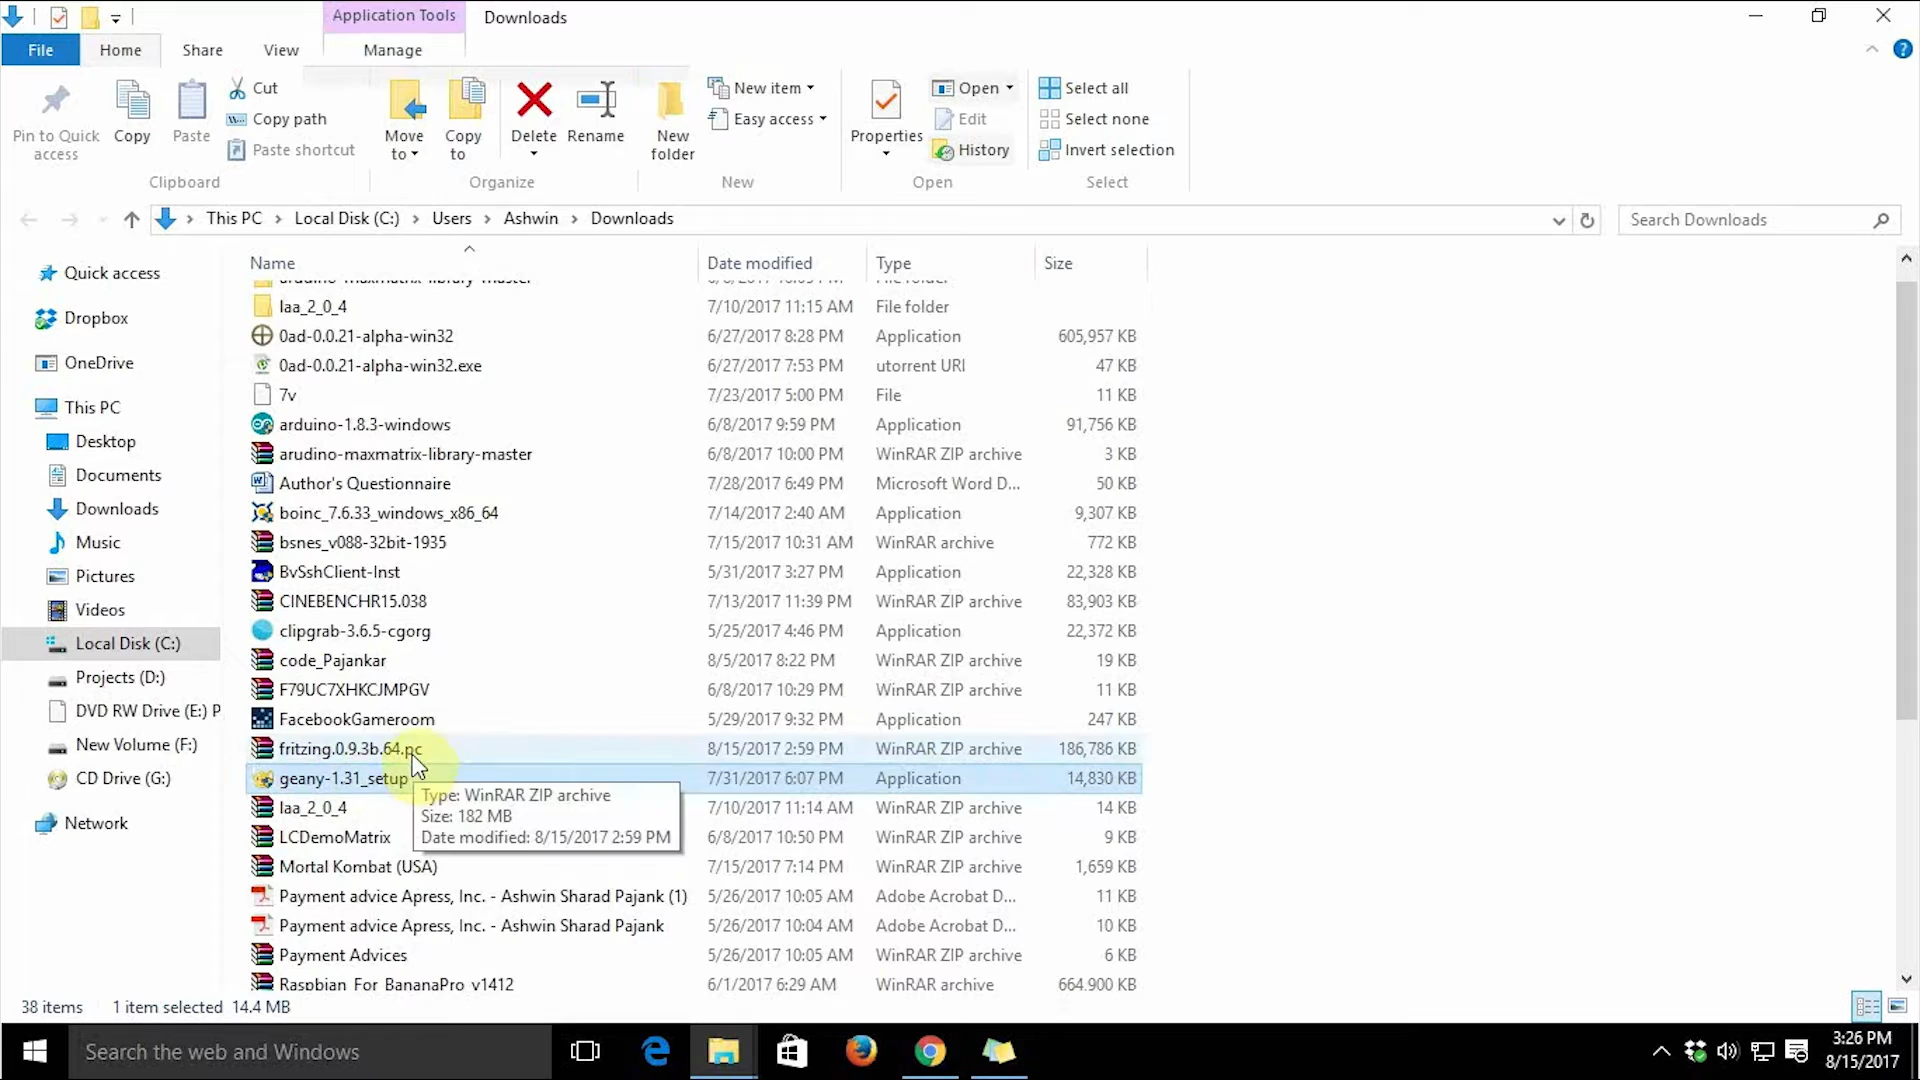 Application Tools
Downloads
File
Home
Share
View
Manage
Pin to Quick access
Copy
Paste
Cut
Copy path
Paste shortcut
Clipboard
Move to
Copy to
Delete
Rename
Organize
New folder
New item
Easy access
New
Properties
Open
Edit
History
Open
Select all
Select none
Invert selection
Select
This PC > Local Disk (C:) > Users > Ashwin > Downloads
Search Downloads
Quick access
Dropbox
OneDrive
This PC
Desktop
Documents
Downloads
Music
Pictures
Videos
Local Disk (C:)
Projects (D:)
DVD RW Drive (E:) P
New Volume (F:)
CD Drive (G:)
Network
Name Date modified Type Size
arudino-maxmatrix-library-master File folder
Iaa_2_0_4 7/10/2017 11:15 AM File folder
0ad-0.0.21-alpha-win32 6/27/2017 8:28 PM Application 605,957 KB
0ad-0.0.21-alpha-win32.exe 6/27/2017 7:53 PM utorrent URI 47 KB
7v 7/23/2017 5:00 PM File 11 KB
arduino-1.8.3-windows 6/8/2017 9:59 PM Application 91,756 KB
arudino-maxmatrix-library-master 6/8/2017 10:00 PM WinRAR ZIP archive 3 KB
Author's Questionnaire 7/28/2017 6:49 PM Microsoft Word D... 50 KB
boinc_7.6.33_windows_x86_64 7/14/2017 2:40 AM Application 9,307 KB
bsnes_v088-32bit-1935 7/15/2017 10:31 AM WinRAR archive 772 KB
BvSshClient-Inst 5/31/2017 3:27 PM Application 22,328 KB
CINEBENCHR15.038 7/13/2017 11:39 PM WinRAR ZIP archive 83,903 KB
clipgrab-3.6.5-cgorg 5/25/2017 4:46 PM Application 22,372 KB
code_Pajankar 8/5/2017 8:22 PM WinRAR ZIP archive 19 KB
F79UC7XHKCJMPGV 6/8/2017 10:29 PM WinRAR ZIP archive 11 KB
FacebookGameroom 5/29/2017 9:32 PM Application 247 KB
fritzing.0.9.3b.64.pc 8/15/2017 2:59 PM WinRAR ZIP archive 186,786 KB
geany-1.31_setup 7/31/2017 6:07 PM Application 14,830 KB
Type: WinRAR ZIP archive
Size: 182 MB
Date modified: 8/15/2017 2:59 PM
Iaa_2_0_4 7/10/2017 11:14 AM WinRAR ZIP archive 14 KB
LCDemoMatrix 6/8/2017 10:50 PM WinRAR ZIP archive 9 KB
Mortal Kombat (USA) 7/15/2017 7:14 PM WinRAR ZIP archive 1,659 KB
Payment advice Apress, Inc. - Ashwin Sharad Pajank (1) 5/26/2017 10:05 AM Adobe Acrobat D... 11 KB
Payment advice Apress, Inc. - Ashwin Sharad Pajank 5/26/2017 10:04 AM Adobe Acrobat D... 10 KB
Payment Advices 5/26/2017 10:05 AM WinRAR ZIP archive 6 KB
Raspbian_For_BananaPro_v1412 6/1/2017 6:29 AM WinRAR archive 664,900 KB
38 items 1 item selected 14.4 MB
Search the web and Windows
3:26 PM
8/15/2017